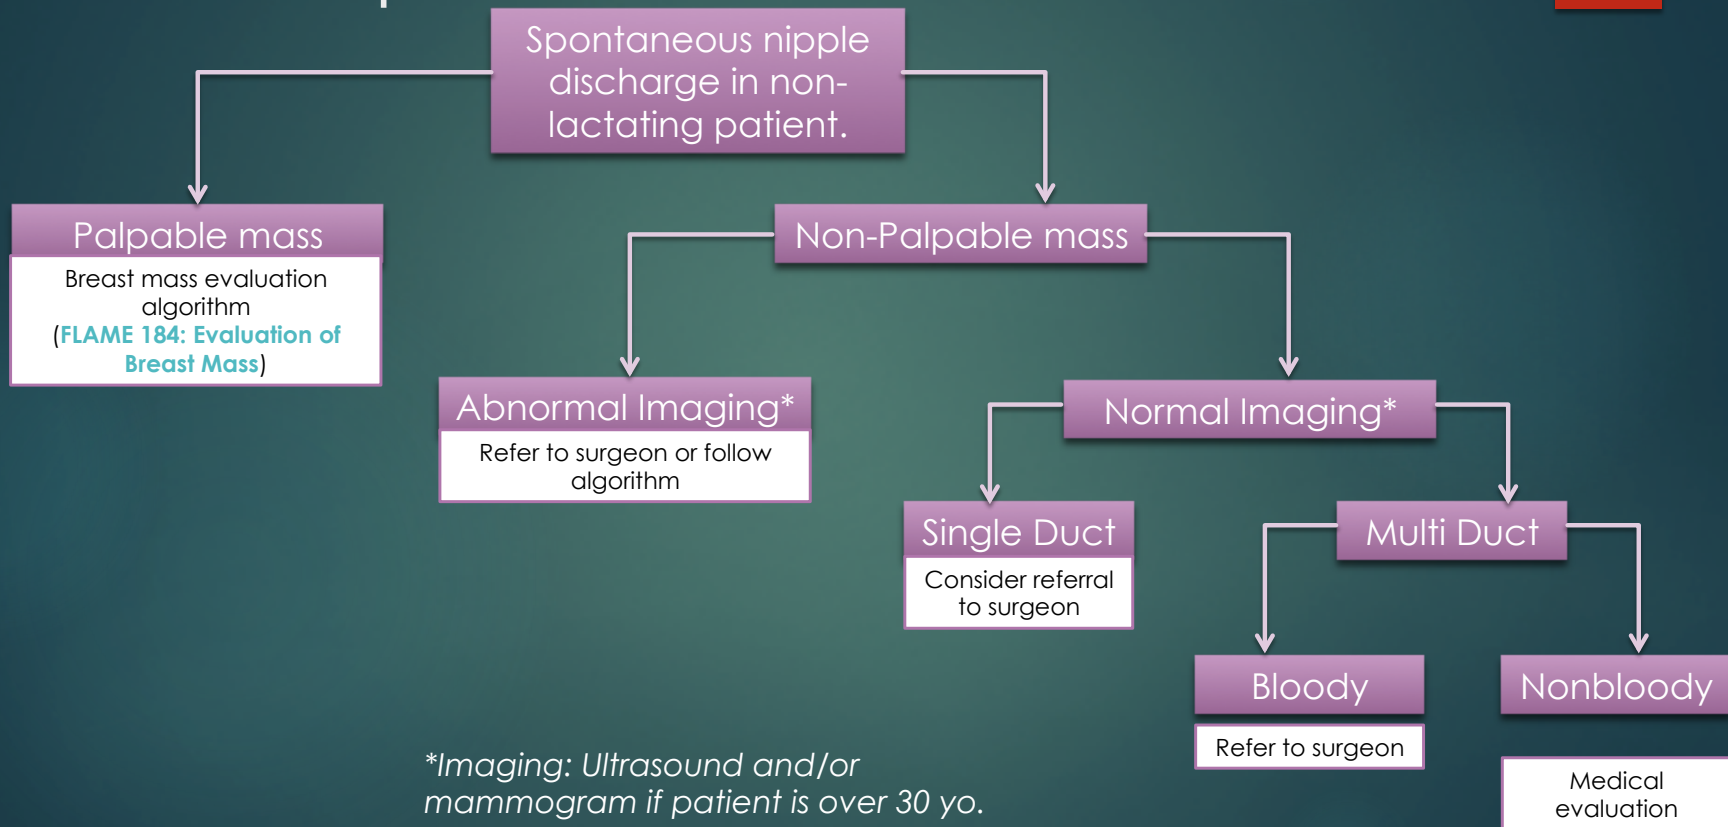 Spontaneous nipple
discharge in non-
lactating patient.
Palpable mass
Breast mass evaluation
algorithm
(FLAME 184: Evaluation of
Breast Mass)
Non-Palpable mass
Abnormal Imaging*
Refer to surgeon or follow
algorithm
Normal Imaging*
Single Duct
Consider referral
to surgeon
Multi Duct
Bloody
Refer to surgeon
Nonbloody
Medical
evaluation
*Imaging: Ultrasound and/or
mammogram if patient is over 30 yo.